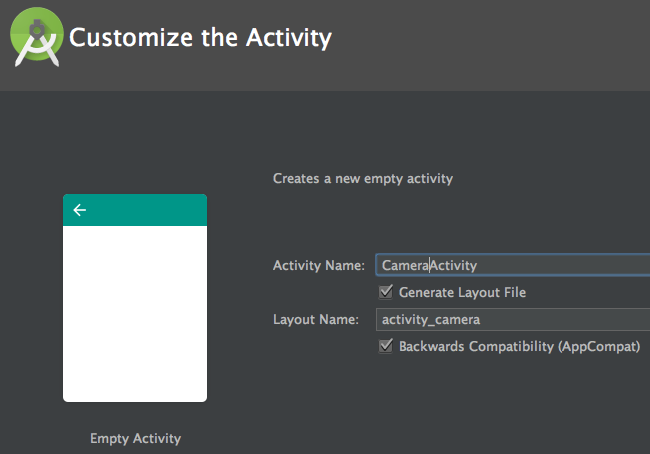 Customize the Activity
Creates a new empty activity
Activity Name: CameraActivity
Generate Layout File
Layout Name: activity_camera
Backwards Compatibility (AppCompat)
Empty Activity